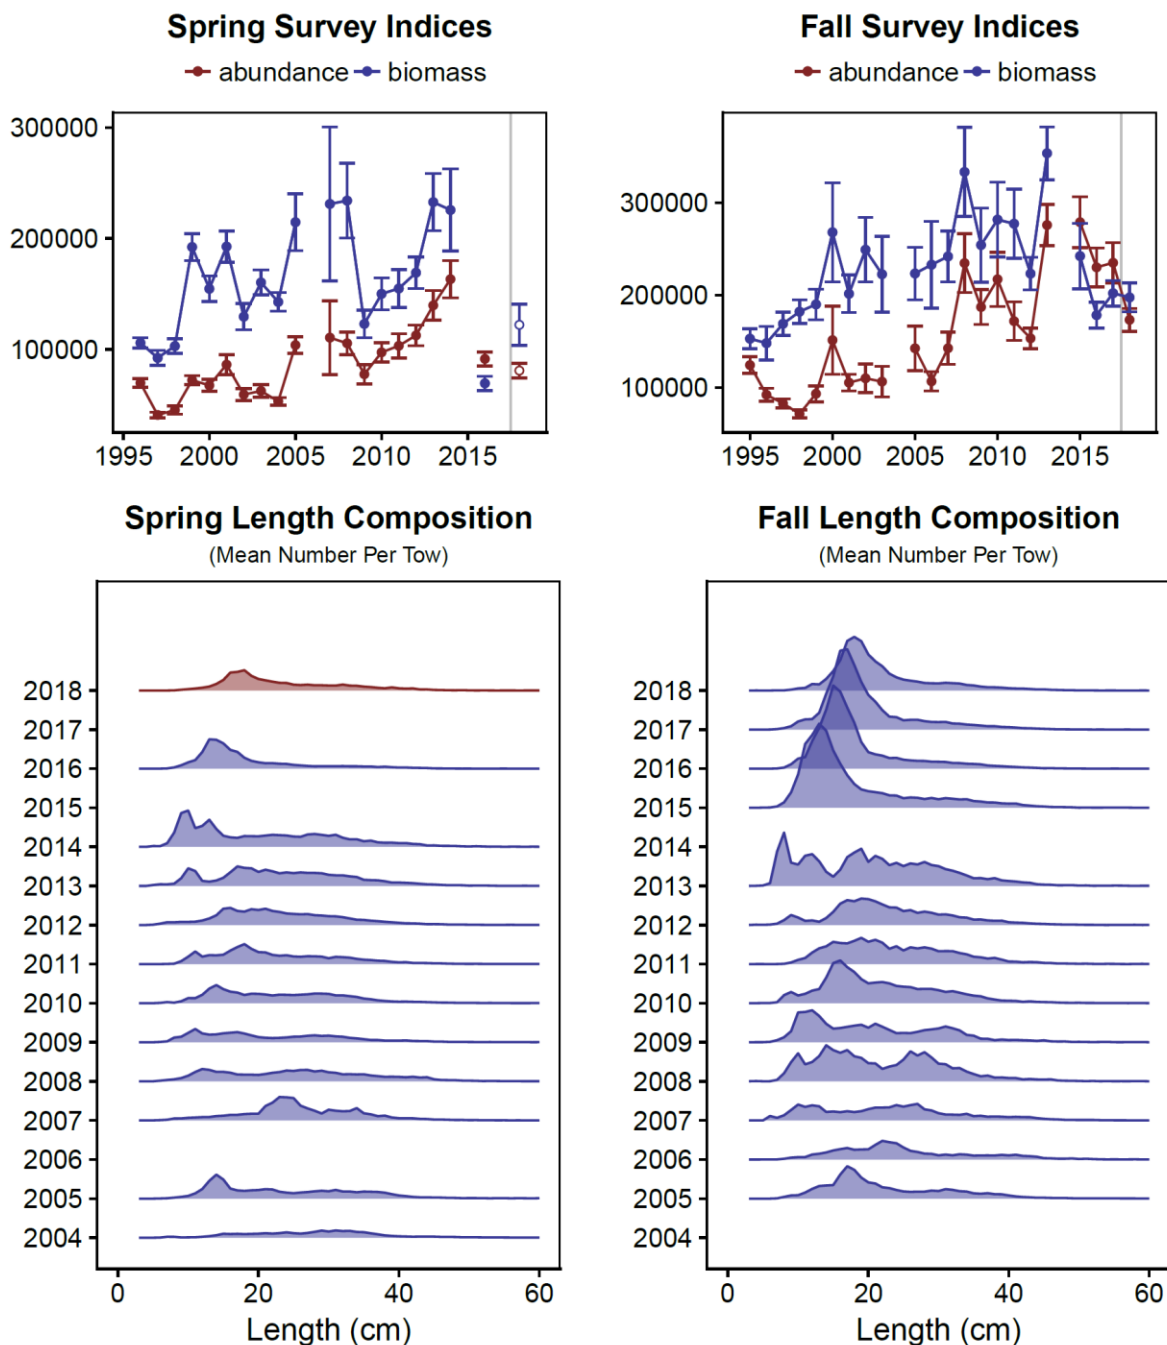 Spring Survey Indices
abundance biomass
300000
200000
100000
1995 2000 2005 2010 2015
Fall Survey Indices
abundance biomass
300000
200000
100000
1995 2000 2005 2010 2015
Spring Length Composition
(Mean Number Per Tow)
2018
2017
2016
2015
2014
2013
2012
2011
2010
2009
2008
2007
2006
2005
2004
0 20 40 60
Length (cm)
Fall Length Composition
(Mean Number Per Tow)
2018
2017
2016
2015
2014
2013
2012
2011
2010
2009
2008
2007
2006
2005
2004
0 20 40 60
Length (cm)